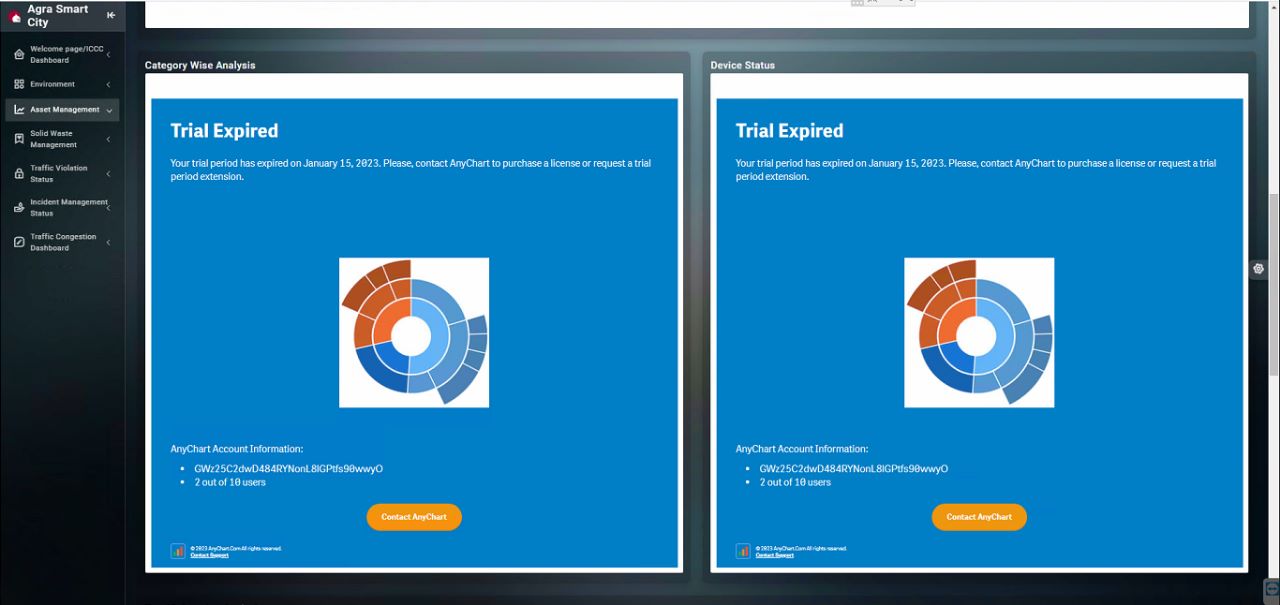 Agra Smart
City
Welcome page/ICCC
Dashboard
Environment
Asset Management
Solid Waste
Management
Traffic Violation
Status
Incident Management
Status
Traffic Congestion
Dashboard
Category Wise Analysis
Trial Expired
Your trial period has expired on January 15, 2023. Please, contact AnyChart to purchase a license or request a trial
period extension.
AnyChart Account Information:
• GWz25C2dwD484RYNonL8lGPtfs90wwyO
• 2 out of 10 users
Contact AnyChart
© 2023 AnyChart.Com All rights reserved.
Contact Support
Device Status
Trial Expired
Your trial period has expired on January 15, 2023. Please, contact AnyChart to purchase a license or request a trial
period extension.
AnyChart Account Information:
• GWz25C2dwD484RYNonL8lGPtfs90wwyO
• 2 out of 10 users
Contact AnyChart
© 2023 AnyChart.Com All rights reserved.
Contact Support